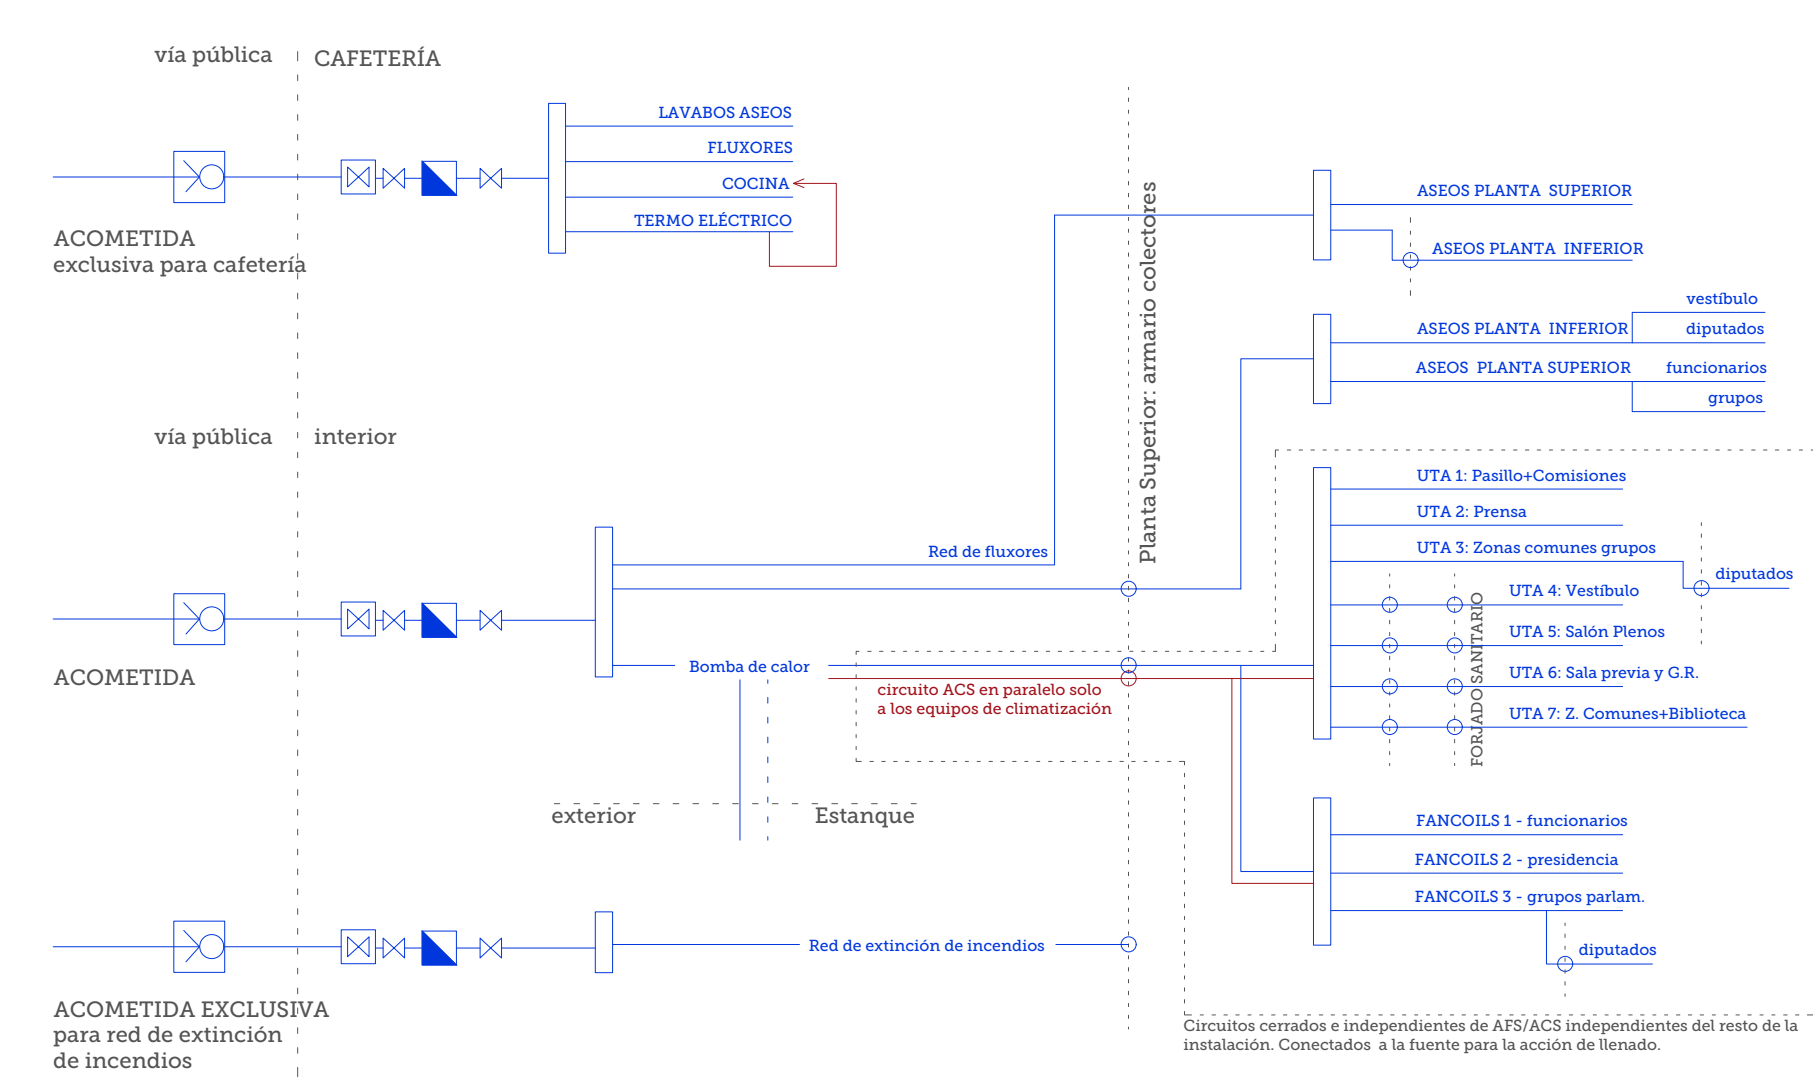 vía pública
CAFETERÍA
LAVABOS ASEOS
FLUXORES
COCINA
TERMO ELÉCTRICO
ACOMETIDA
exclusiva para cafetería
Planta Superior: armario colectores
ASEOS PLANTA SUPERIOR
ASEOS PLANTA INFERIOR
vestíbulo
ASEOS PLANTA INFERIOR
diputados
ASEOS PLANTA SUPERIOR
funcionarios
grupos
vía pública
interior
Red de fluxores
Bomba de calor
ACOMETIDA
circuito ACS en paralelo solo
a los equipos de climatización
UTA 1: Pasillo+Comisiones
UTA 2: Prensa
UTA 3: Zonas comunes grupos
diputados
UTA 4: Vestíbulo
UTA 5: Salón Plenos
UTA 6: Sala previa y G.R.
UTA 7: Z. Comunes+Biblioteca
FORJADO SANITARIO
exterior
Estanque
FANCOILS 1 - funcionarios
FANCOILS 2 - presidencia
FANCOILS 3 - grupos parlam.
diputados
Red de extinción de incendios
ACOMETIDA EXCLUSIVA
para red de extinción
de incendios
Circuitos cerrados e independientes de AFS/ACS independientes del resto de la
instalación. Conectados a la fuente para la acción de llenado.